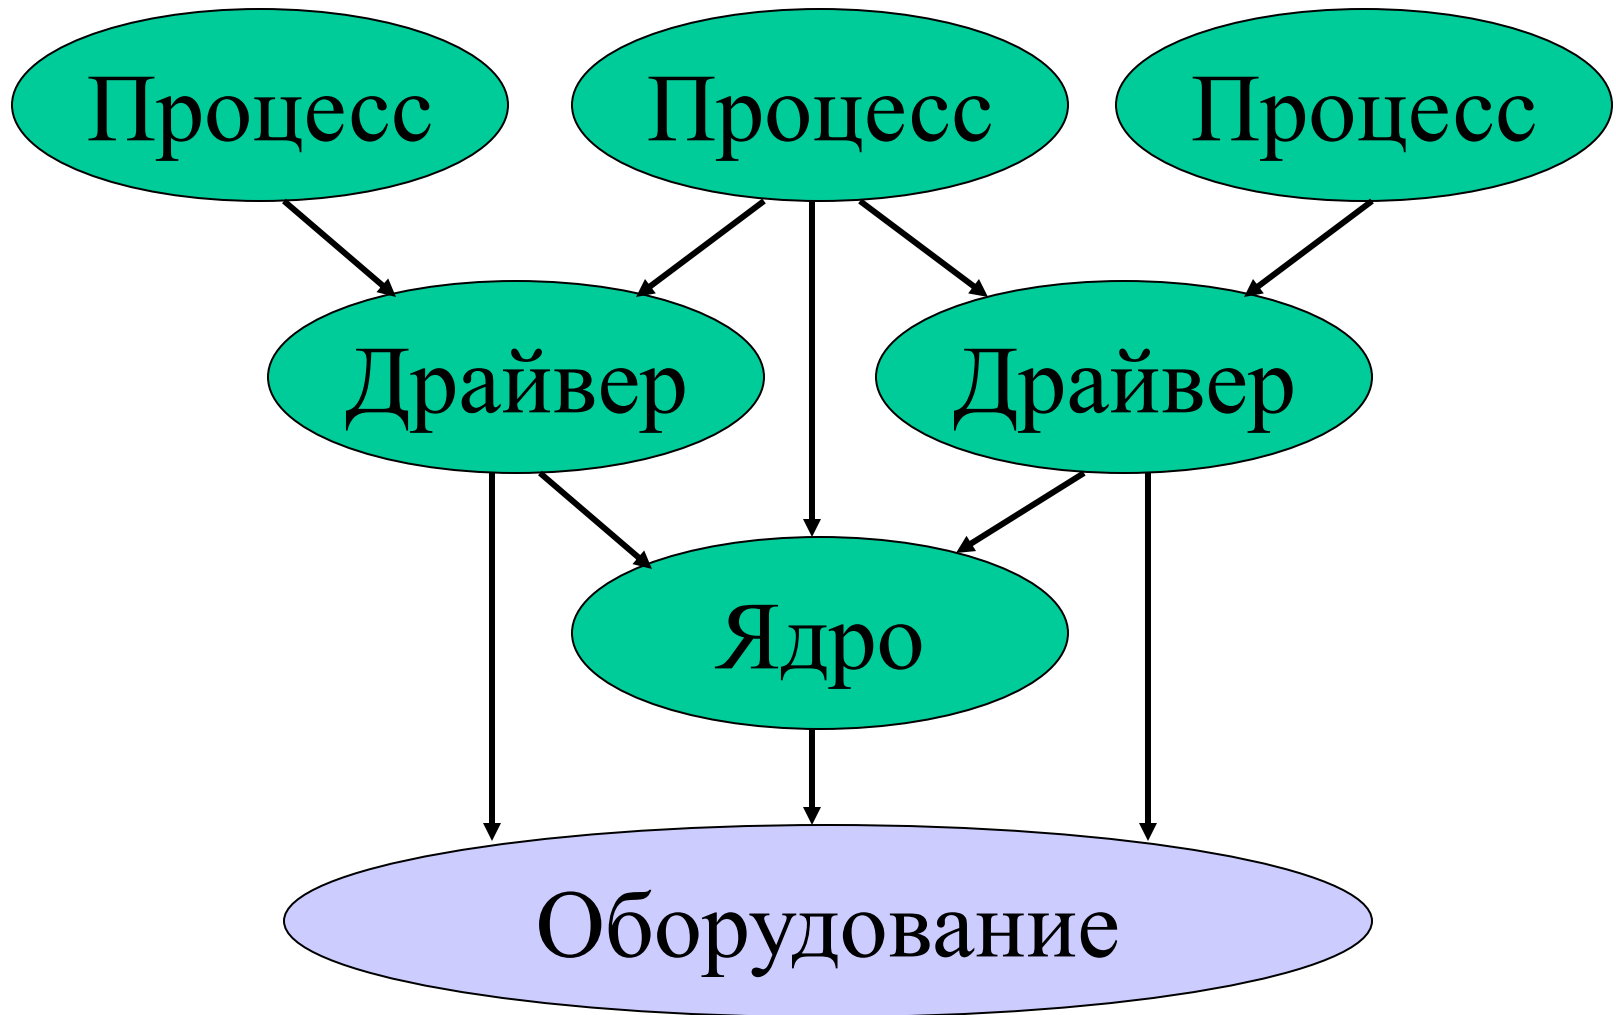 Процесс
Процесс
Процесс
Драйвер
Драйвер
Ядро
Оборудование